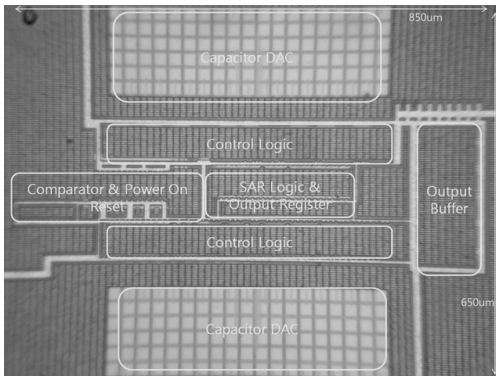 850um
Capacitor DAC
Control Logic
Comparator & Power On
Reset
SAR Logic &
Output Register
Output
Buffer
Control Logic
650um
Capacitor DAC